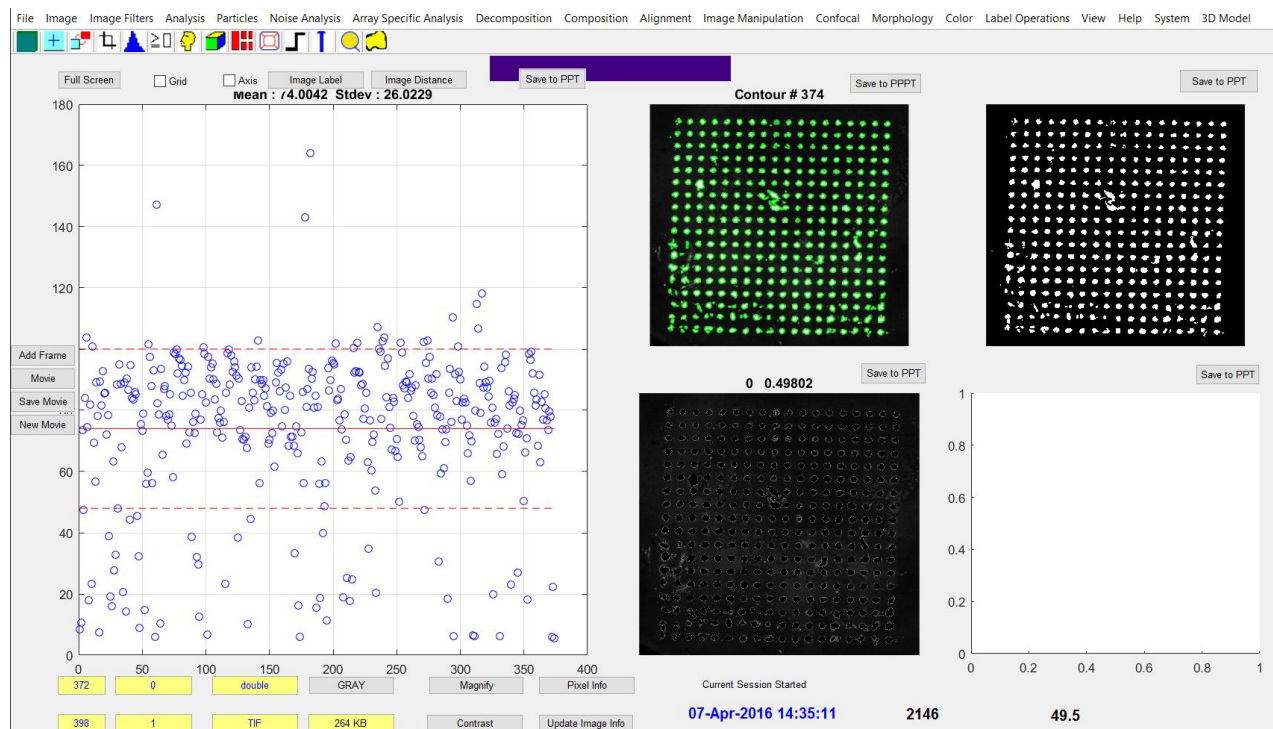 File Image Image Filters Analysis Particles Noise Analysis Array Specific Analysis Decomposition Composition Alignment Image Manipulation Confocal Morphology Color Label Operations View Help System 3D Model
Full Screen Grid Axis Image Label Image Distance Save to PPT Save to PPPT Save to PPT
Mean : 74.0042 Stdev : 26.0229
Contour # 374
180
160
140
120
60
40
20
0
0 50 100 150 200 250 300 350 400
Add Frame
Movie
Save Movie
New Movie
0 0.49802 Save to PPT Save to PPT
1
0.8
0.6
0.4
0.2
0
0 0.2 0.4 0.6 0.8 1
372 0 double GRAY Magnify Pixel Info Current Session Started
398 1 TIF 264 KB Contrast Update Image Info 07-Apr-2016 14:35:11 2146 49.5